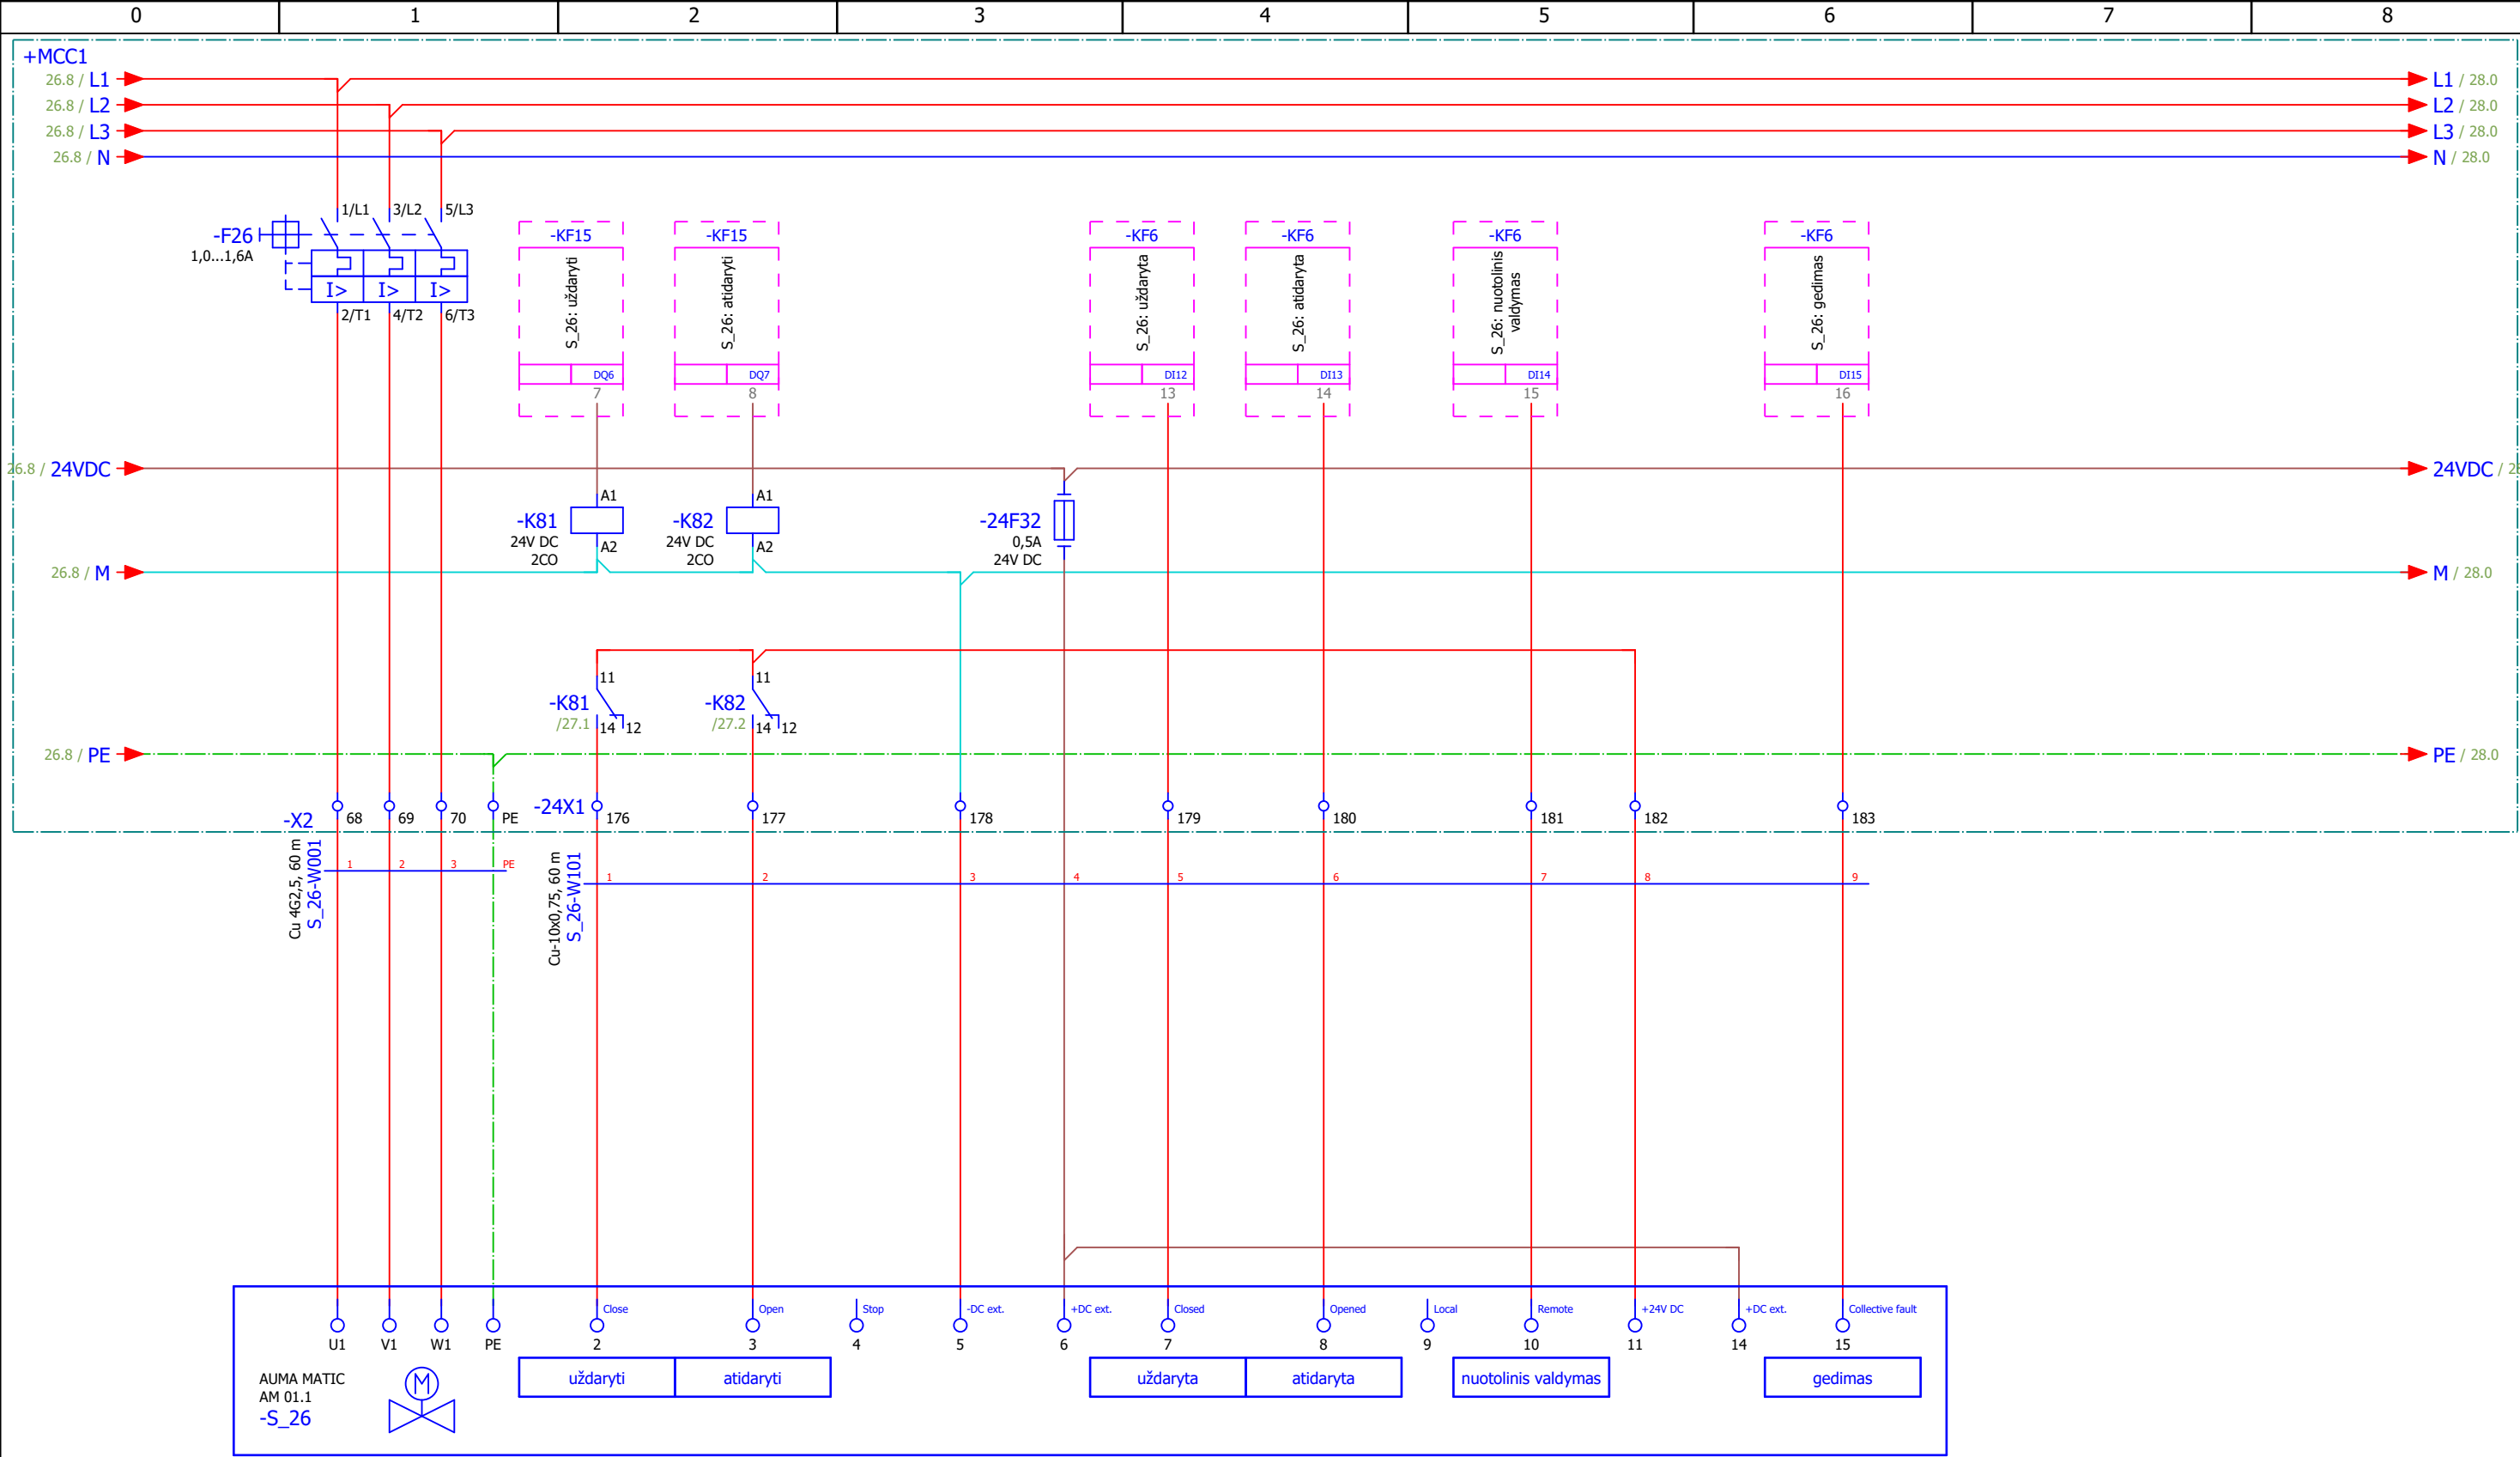 0 1 2 3 4 5 6 7 8
+MCC1
26.8 / L1
L1 / 28.0
26.8 / L2
L2 / 28.0
26.8 / L3
L3 / 28.0
26.8 / N
N / 28.0
1/L1 3/L2 5/L3
-F26
1,0...1,6A
I> I> I>
2/T1 4/T2 6/T3
-KF15
S_26: uždaryti
DQ6
7
-KF15
S_26: atidaryti
DQ7
8
-KF6
S_26: uždaryta
DI12
13
-KF6
S_26: atidaryta
DI13
14
-KF6
S_26: nuotolinis
valdymas
DI14
15
-KF6
S_26: gedimas
DI15
16
26.8 / 24VDC
24VDC /
A1
-K81
24V DC
2CO
A2
A1
-K82
24V DC
2CO
A2
-24F32
0,5A
24V DC
26.8 / M
M / 28.0
11
-K81
/27.1
14 12
11
-K82
/27.2
14 12
26.8 / PE
PE / 28.0
-X2 68 69 70 PE
-24X1 176 177 178 179 180 181 182 183
Cu 4G2,5, 60 m
S_26-W001
1 2 3 PE
Cu-10x0,75, 60 m
S_26-W101
1 2 3 4 5 6 7 8 9
Close Open Stop -DC ext. +DC ext. Closed Opened Local Remote +24V DC +DC ext. Collective fault
U1 V1 W1 PE 2 3 4 5 6 7 8 9 10 11 14 15
uždaryti atidaryti uždaryta atidaryta nuotolinis valdymas gedimas
AUMA MATIC
AM 01.1
-S_26
M